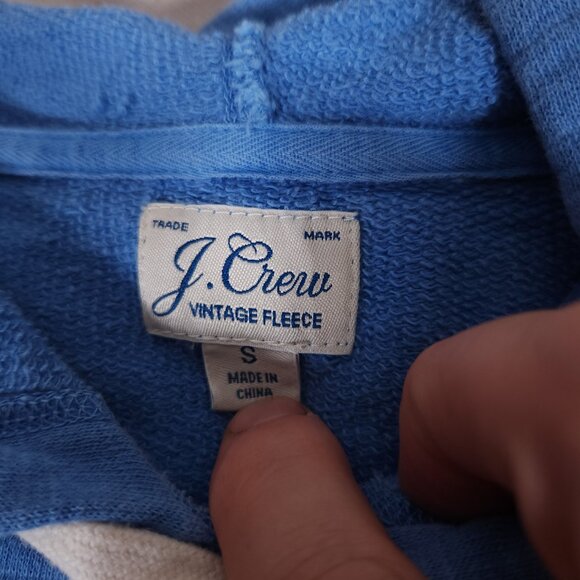 TRADE MARK
J. Crew
VINTAGE FLEECE
S
MADE IN
CHINA